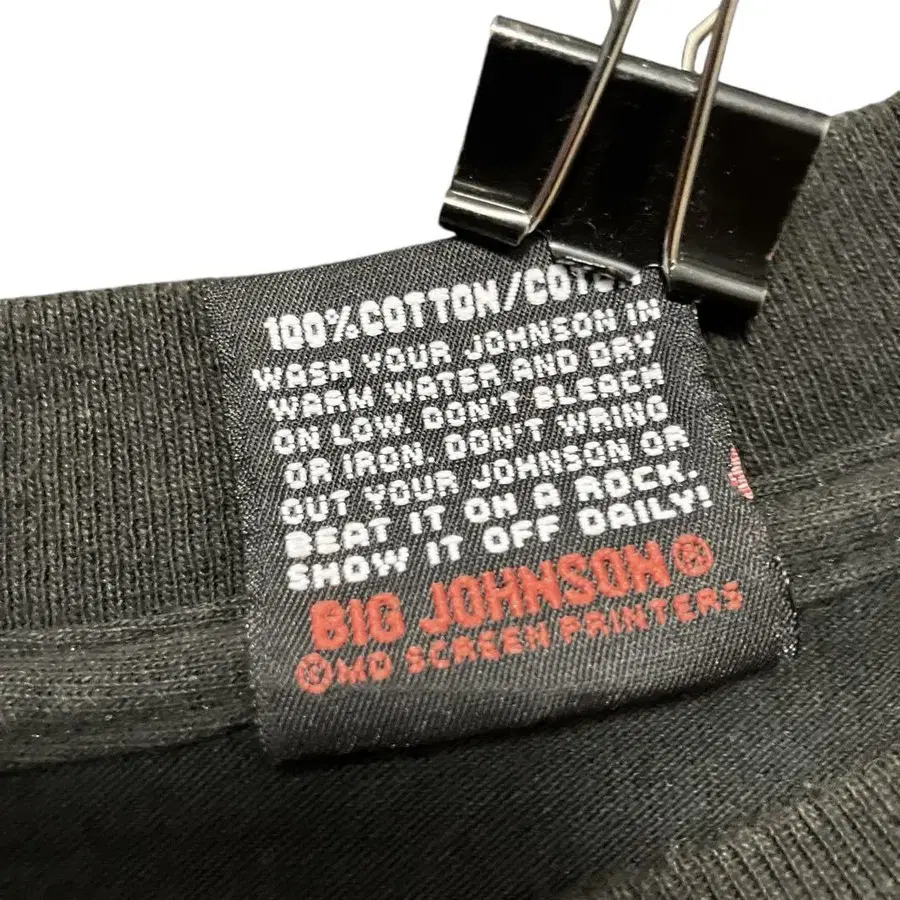 100% COTTON/COTON
WASH YOUR JOHNSON IN
WARM WATER AND DRY
ON LOW. DON'T BLEACH
OR IRON. DON'T WRING
OUT YOUR JOHNSON OR
BEAT IT ON A ROCK.
SHOW IT OFF DAILY!
BIG JOHNSON®
©MD SCREEN PRINTERS